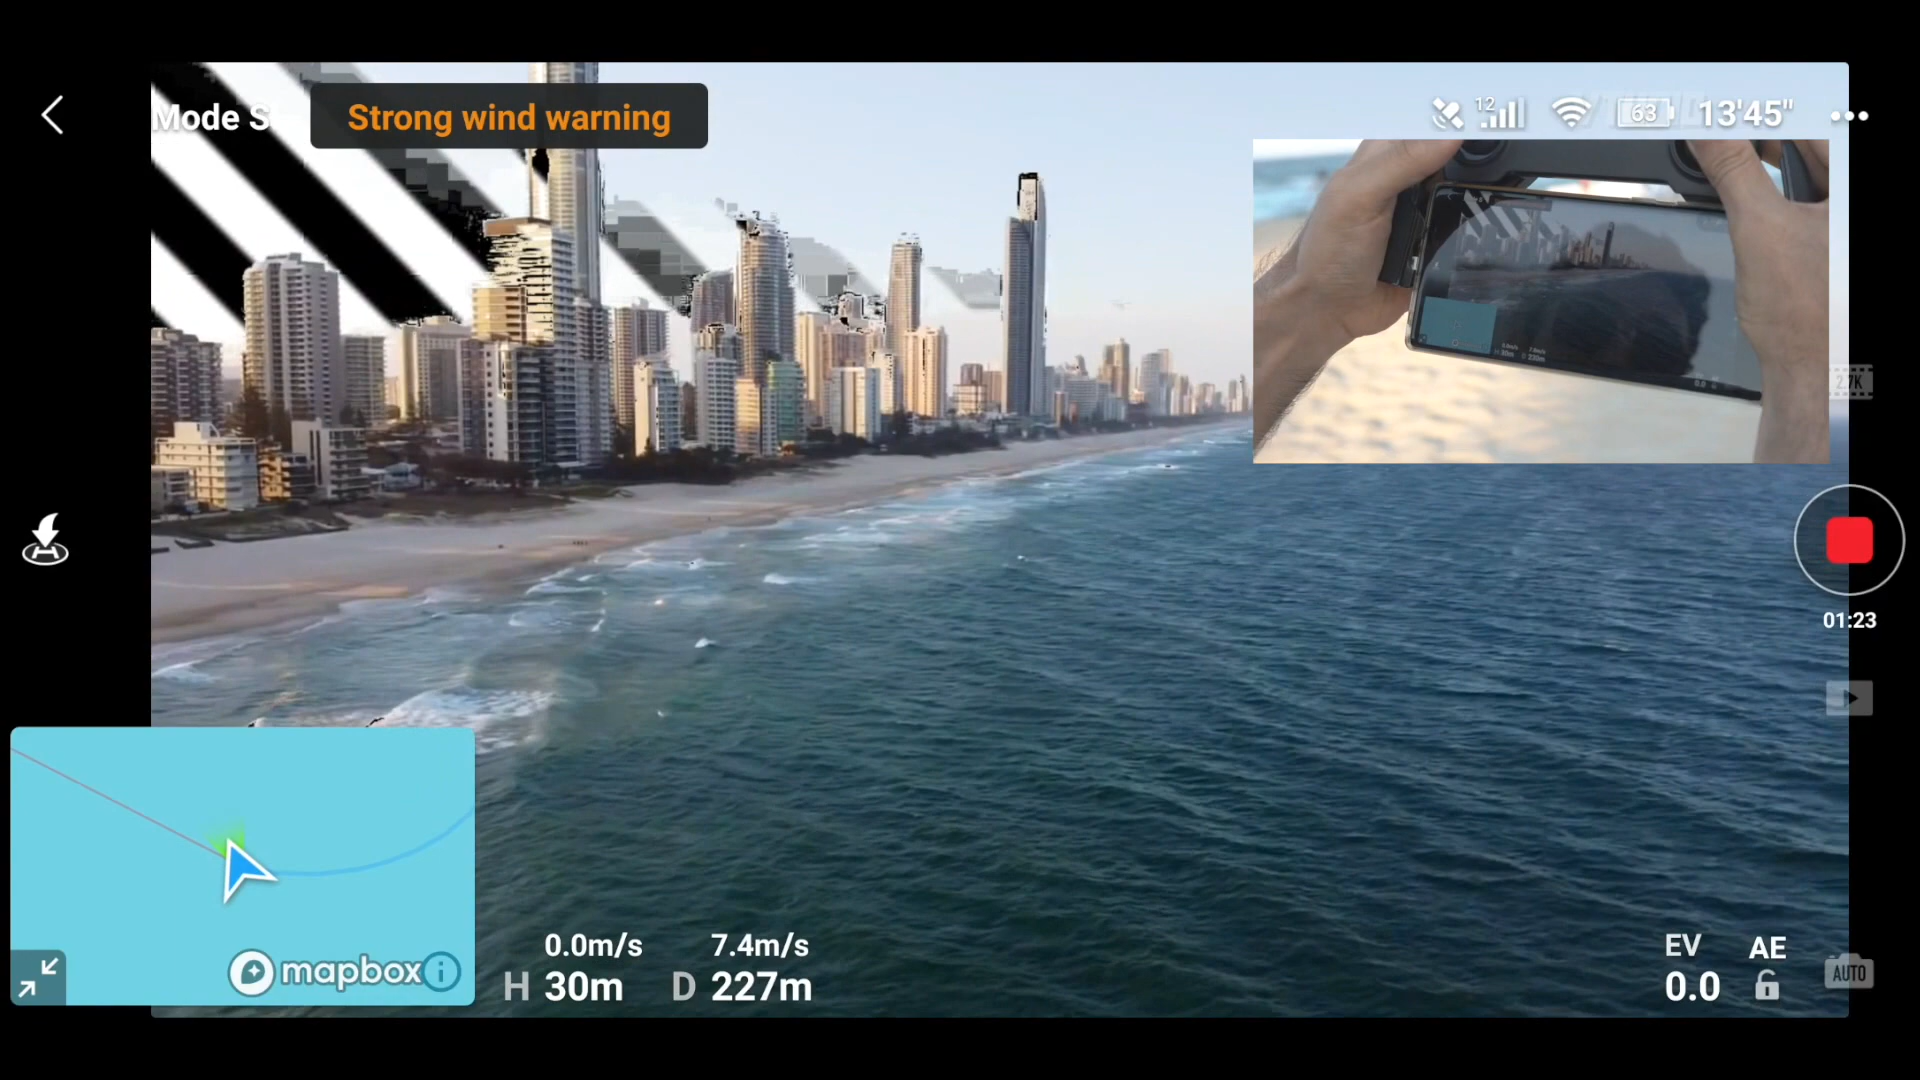 Mode S
Strong wind warning
12
63
13'45"
2.7K
01:23
mapbox
0.0m/s
7.4m/s
H 30m
D 227m
EV
0.0
AE
AUTO